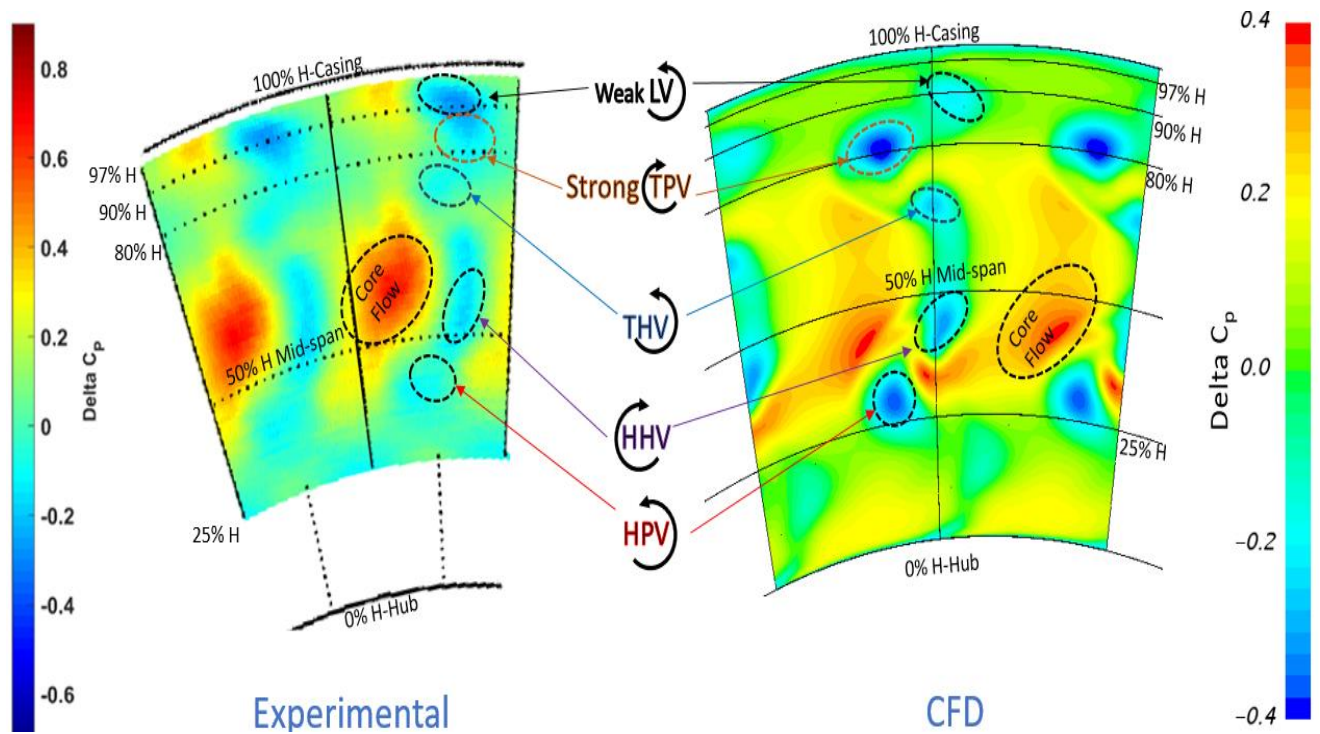 0.8
0.6
0.4
0.2
0
-0.2
-0.4
-0.6
Delta C_P
100% H-Casing
97% H
90% H
80% H
50% H Mid-span
25% H
0% H-Hub
Core
Flow
Experimental
Weak LV
Strong TPV
THV
HHV
HPV
100% H-Casing
97% H
90% H
80% H
50% H Mid-span
25% H
0% H-Hub
Core
Flow
CFD
Delta C_P
0.4
0.2
0.0
−0.2
−0.4